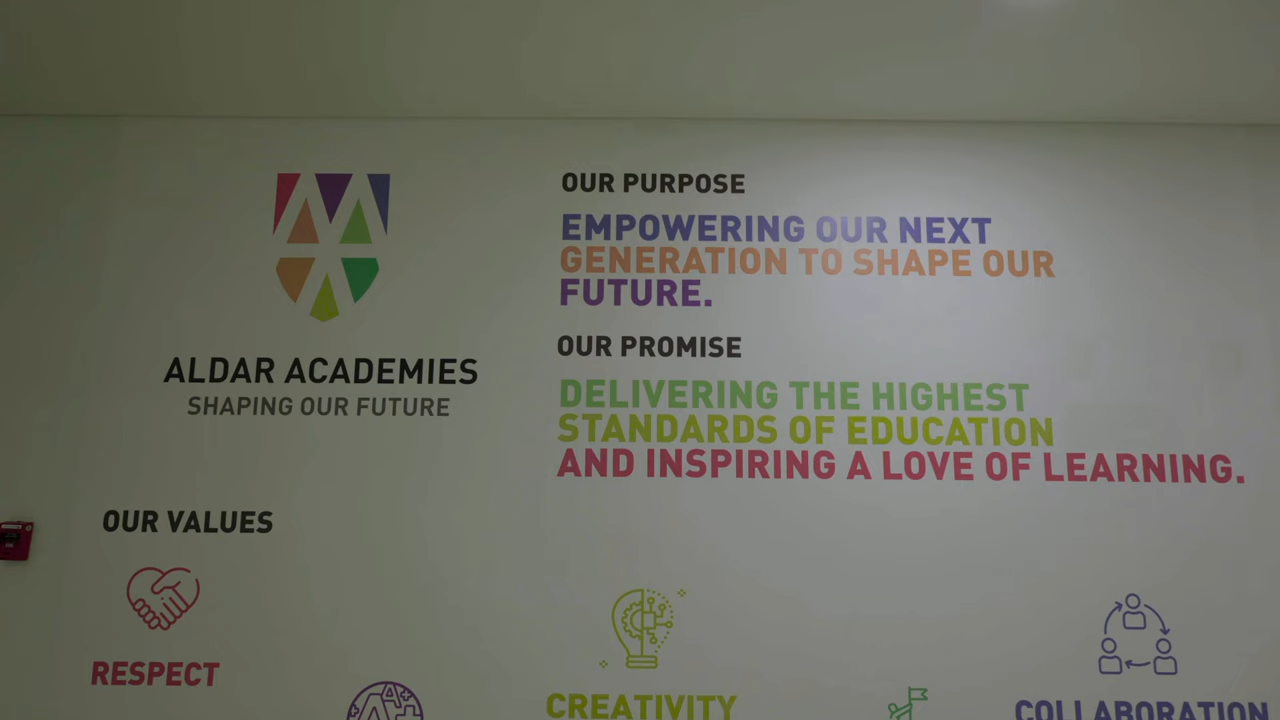 ALDAR ACADEMIES
SHAPING OUR FUTURE
OUR PURPOSE
EMPOWERING OUR NEXT
GENERATION TO SHAPE OUR
FUTURE.
OUR PROMISE
DELIVERING THE HIGHEST
STANDARDS OF EDUCATION
AND INSPIRING A LOVE OF LEARNING.
OUR VALUES
RESPECT
CREATIVITY
COLLABORATION